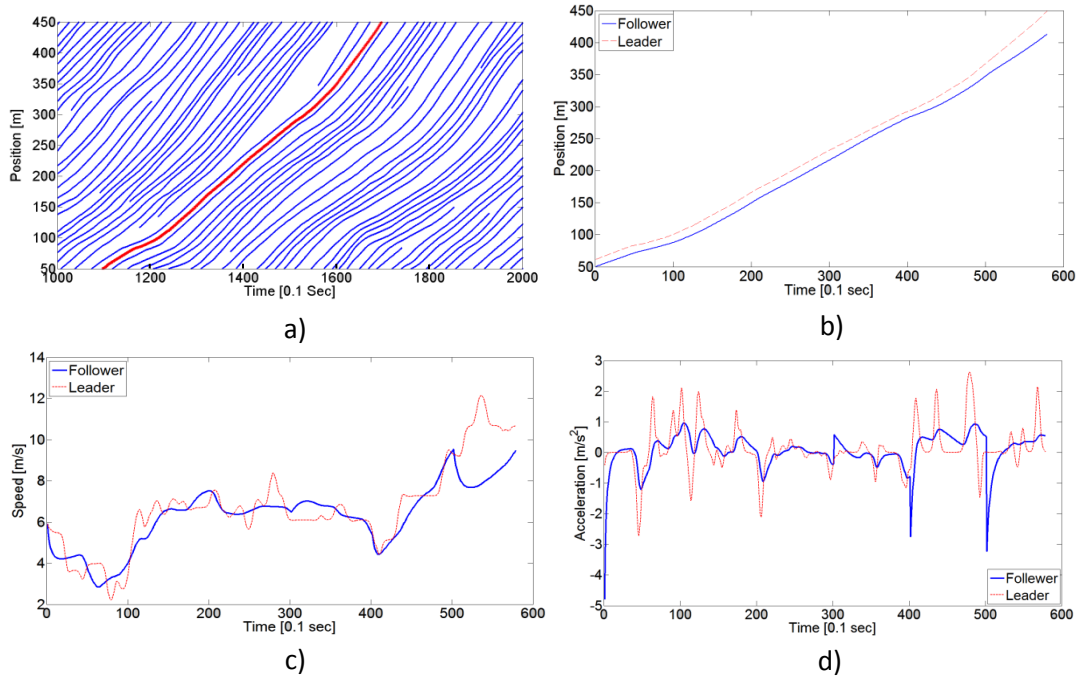 450
400
350
300
250
200
150
100
50
Position [m]
1000 1200 1400 1600 1800 2000
Time [0.1 Sec]
a)
450
400
350
300
250
200
150
100
50
Position [m]
Follower
Leader
0 100 200 300 400 500 600
Time [0.1 sec]
b)
14
12
10
8
6
4
2
Speed [m/s]
Follower
Leader
0 100 200 300 400 500 600
Time [0.1 sec]
c)
3
2
1
0
-1
-2
-3
-4
-5
Acceleration [m/s²]
Follewer
Leader
0 100 200 300 400 500 600
Time [0.1 sec]
d)